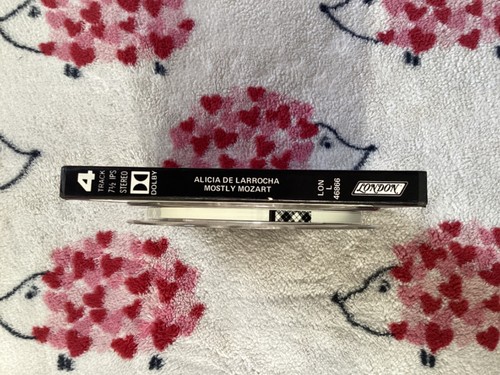 4
TRACK
7½ IPS
STEREO
DOLBY
ALICIA DE LARROCHA
MOSTLY MOZART
LON
L
46866
LONDON